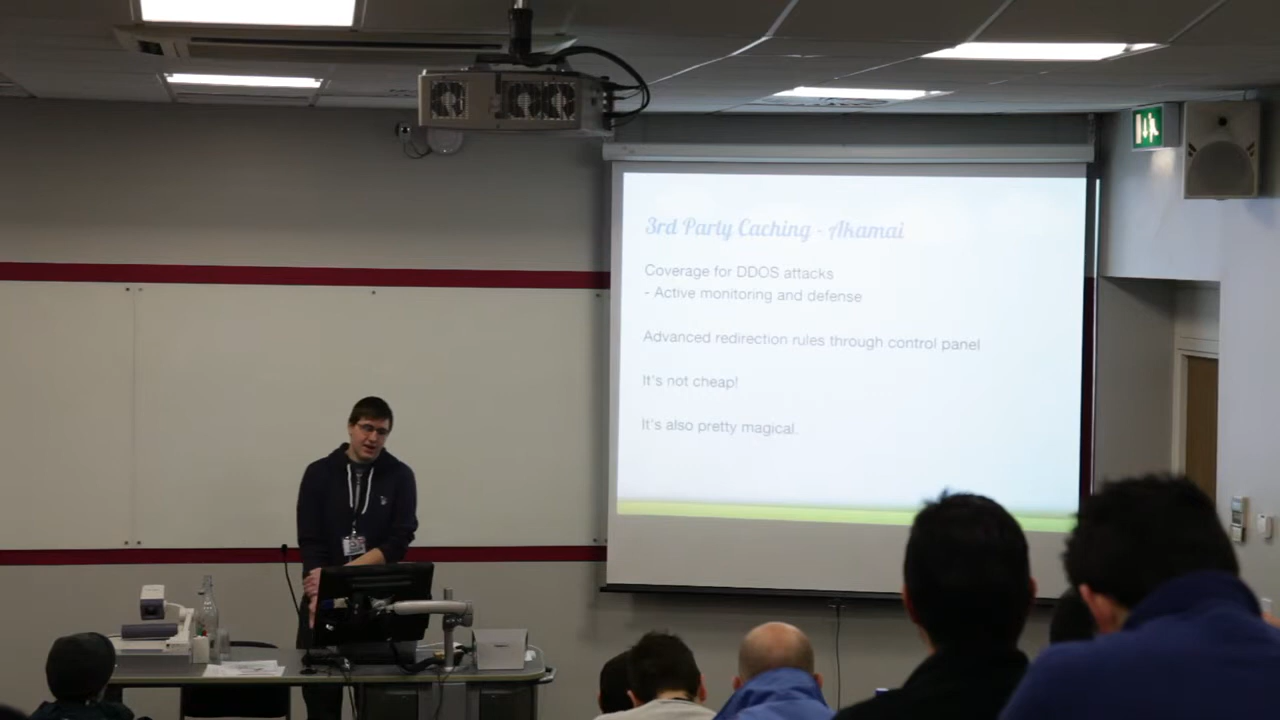 3rd Party Caching - Akamai
Coverage for DDOS attacks
- Active monitoring and defense
Advanced redirection rules through control panel
It's not cheap!
It's also pretty magical.